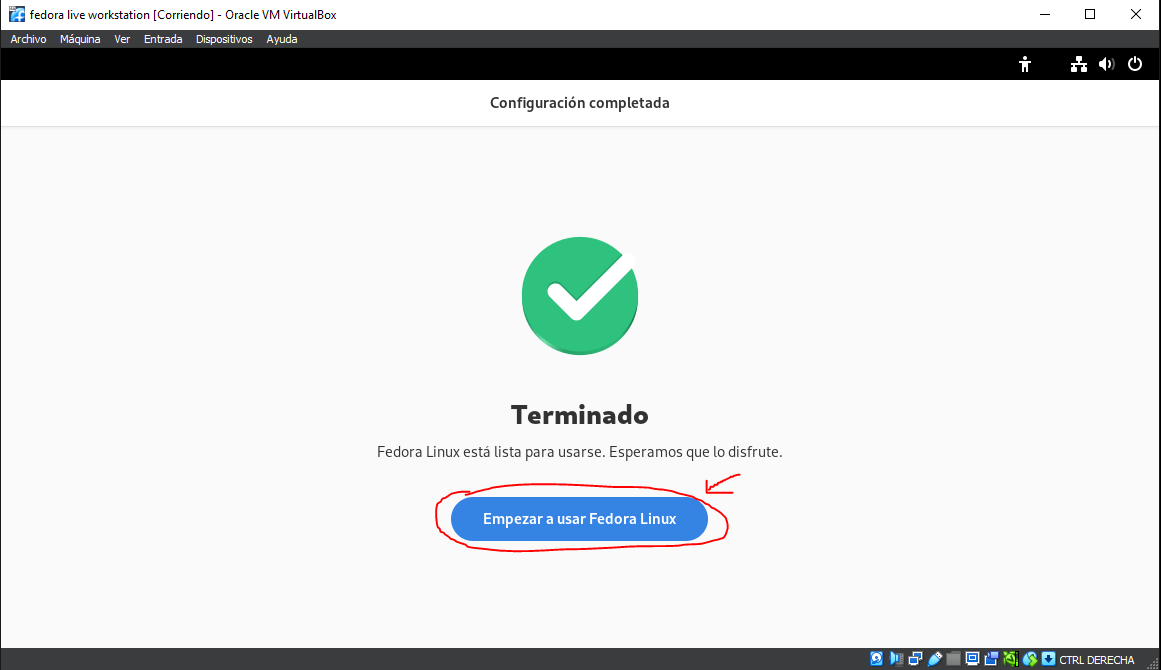 fedora live workstation [Corriendo] - Oracle VM VirtualBox
Archivo Máquina Ver Entrada Dispositivos Ayuda
Configuración completada
Terminado
Fedora Linux está lista para usarse. Esperamos que lo disfrute.
Empezar a usar Fedora Linux
CTRL DERECHA